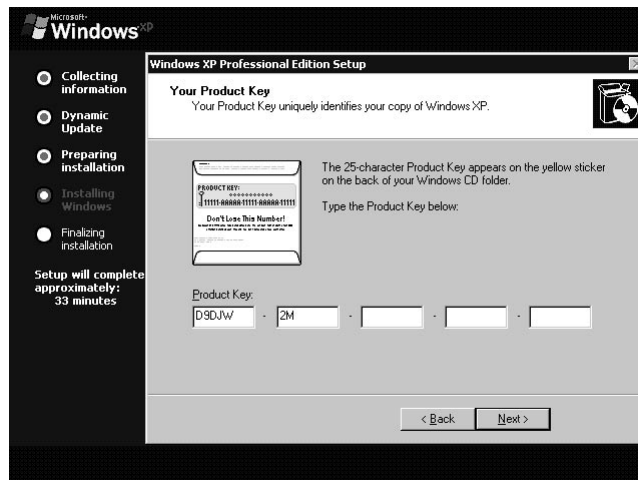 Microsoft®
Windows XP
Collecting
information
Dynamic
Update
Preparing
installation
Installing
Windows
Finalizing
installation
Setup will complete
approximately:
33 minutes
Windows XP Professional Edition Setup
Your Product Key
Your Product Key uniquely identifies your copy of Windows XP.
The 25-character Product Key appears on the yellow sticker
on the back of your Windows CD folder.
Type the Product Key below:
PRODUCT KEY:
11111-AAAAA-11111-AAAAA-11111
Don't Lose This Number!
Product Key:
D9DJW - 2M - - -
< Back
Next >